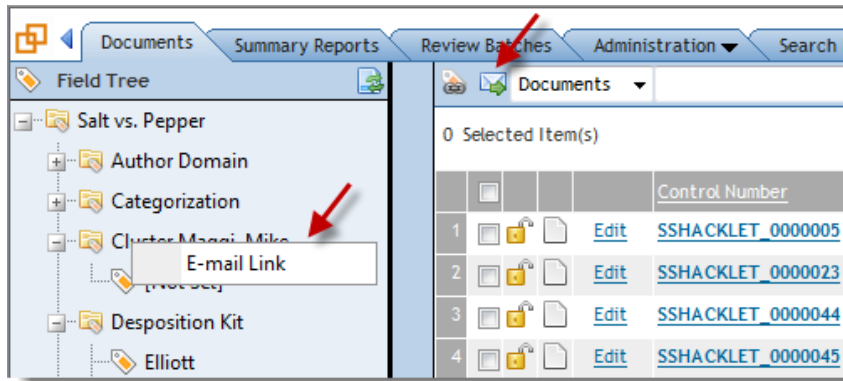 Documents
Summary Reports
Review Batches
Administration
Search
Field Tree
Documents
Salt vs. Pepper
Author Domain
Categorization
Cluster Maggi, Mike
E-mail Link
[Not Set]
Desposition Kit
Elliott
0 Selected Item(s)
Control Number
1 Edit SSHACKLET_0000005
2 Edit SSHACKLET_0000023
3 Edit SSHACKLET_0000044
4 Edit SSHACKLET_0000045